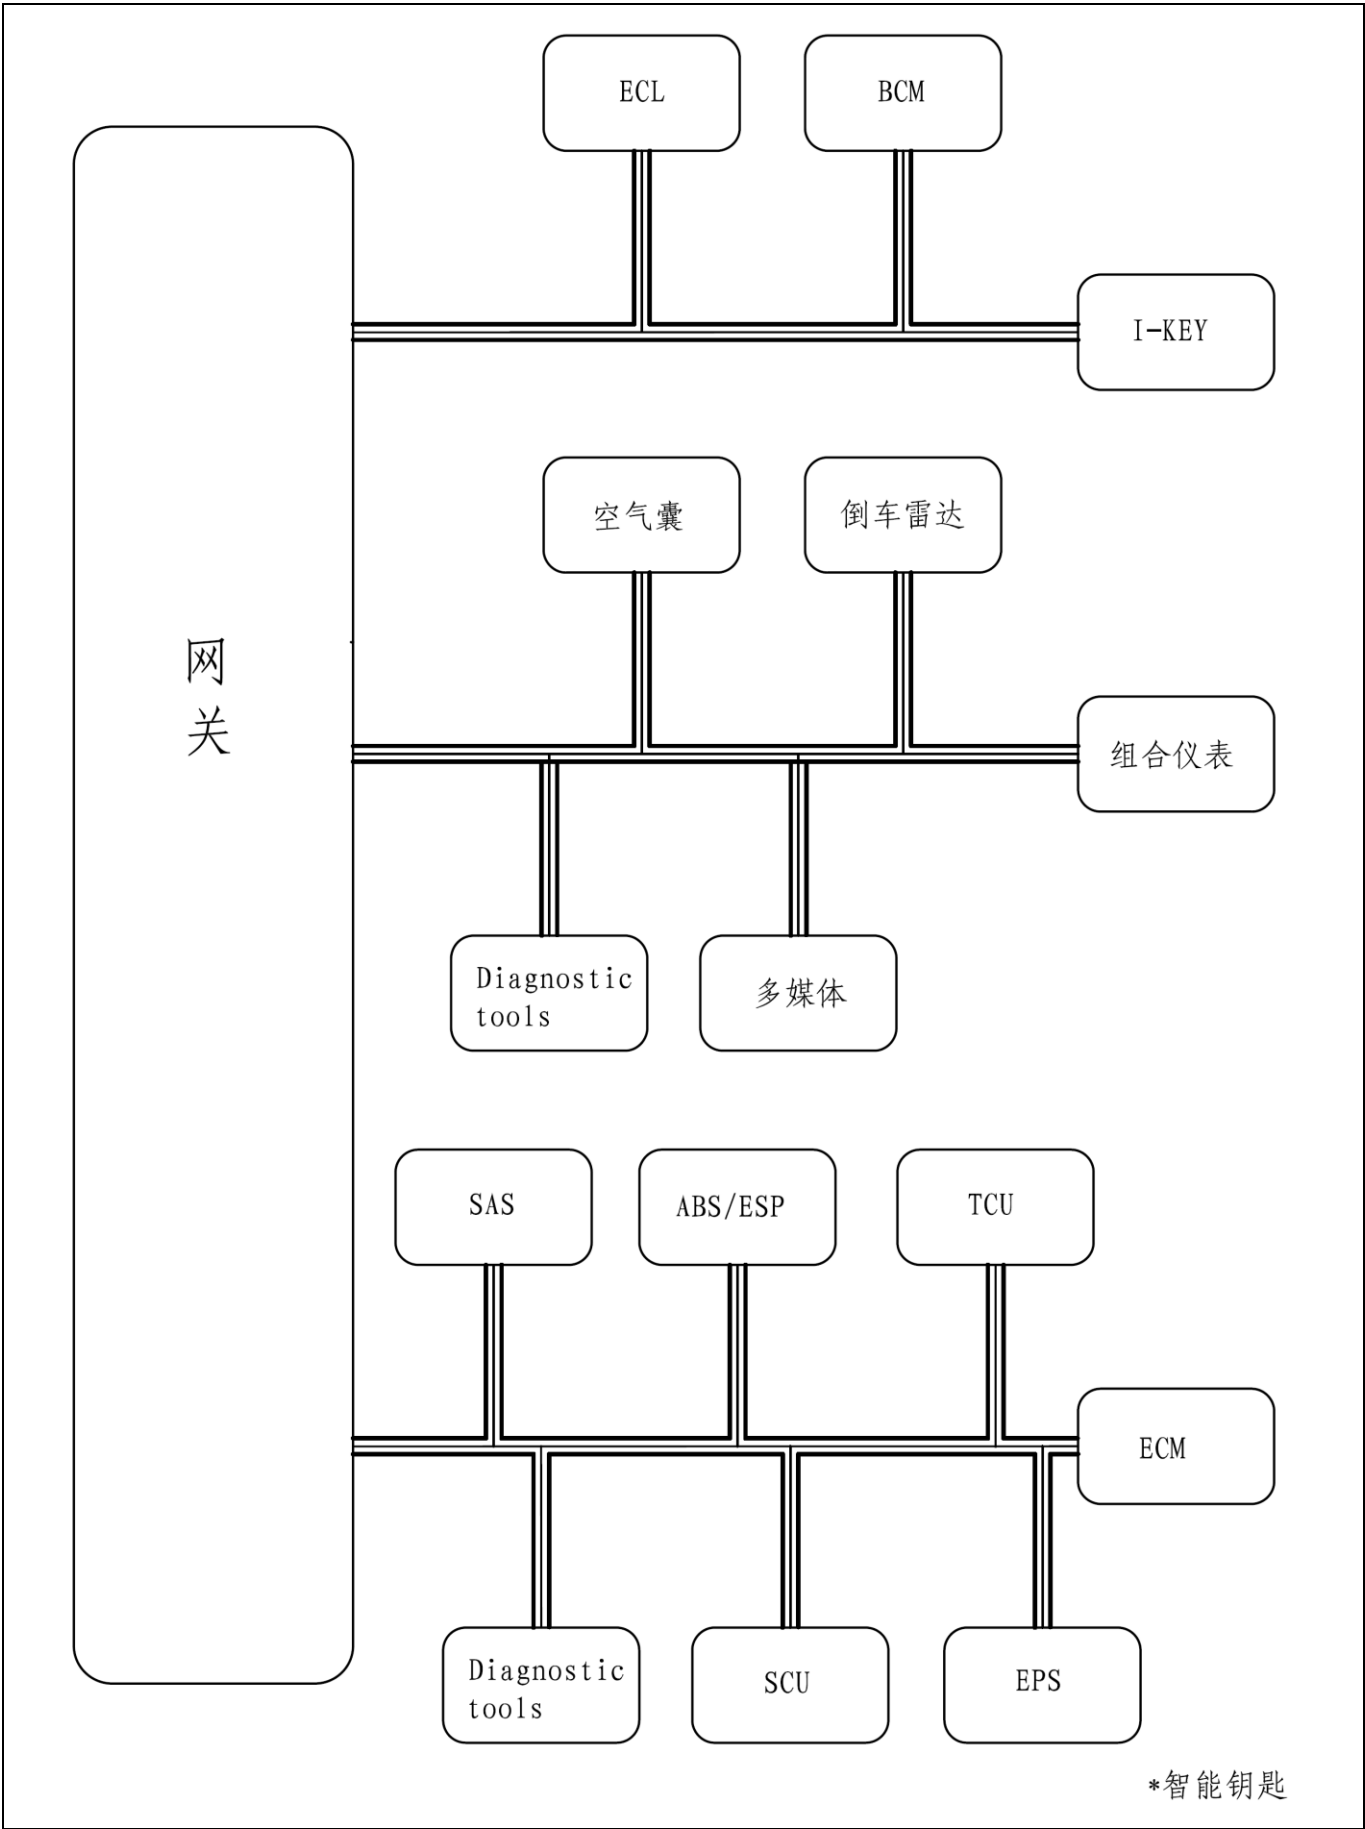 ECL
BCM
I-KEY
空气囊
倒车雷达
网
关
组合仪表
Diagnostic
tools
多媒体
SAS
ABS/ESP
TCU
ECM
Diagnostic
tools
SCU
EPS
*智能钥匙